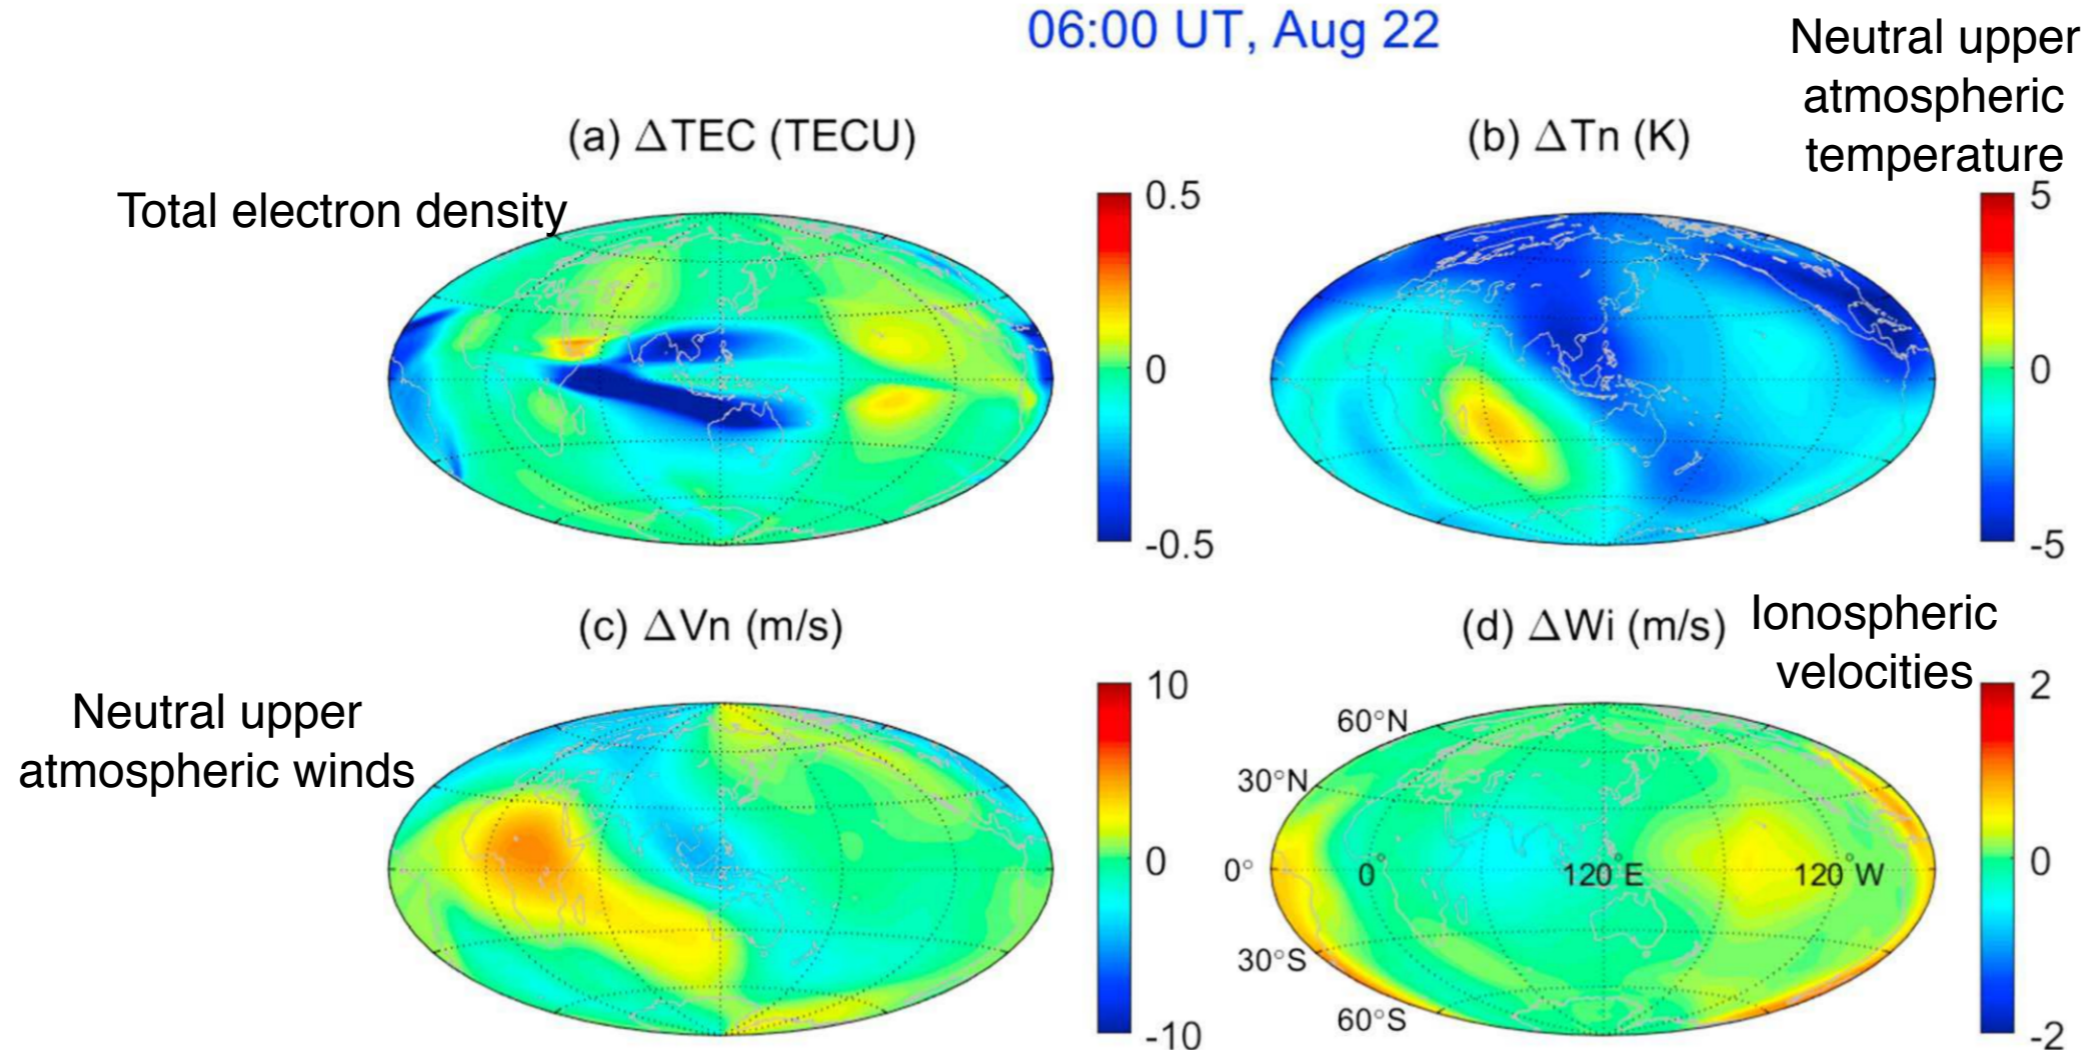 06:00 UT, Aug 22
Neutral upper
atmospheric
temperature
(a) ΔTEC (TECU)
(b) ΔTn (K)
Total electron density
0.5
0
-0.5
5
0
-5
(c) ΔVn (m/s)
(d) ΔWi (m/s)
Ionospheric
velocities
Neutral upper
atmospheric winds
10
0
-10
60°N
30°N
0°
30°S
60°S
0°
120°E
120°W
2
0
-2